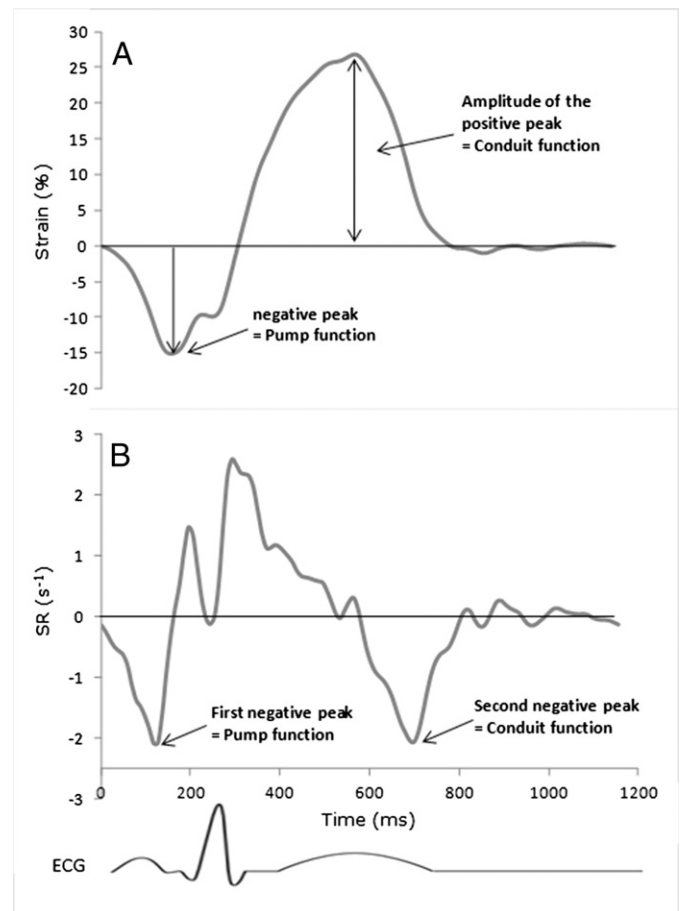 A
30
25
20
15
10
5
0
-5
-10
-15
-20
Strain (%)
Amplitude of the
positive peak
= Conduit function
negative peak
= Pump function
B
3
2
1
0
-1
-2
-3
SR (s-1)
First negative peak
= Pump function
Second negative peak
= Conduit function
0 200 400 600 800 1000 1200
Time (ms)
ECG